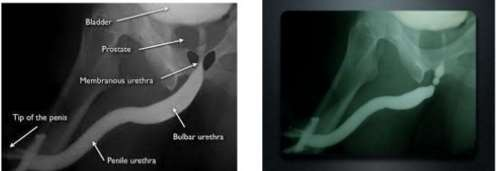 Bladder
Prostate
Membranous urethra
Tip of the penis
Bulbar urethra
Penile urethra